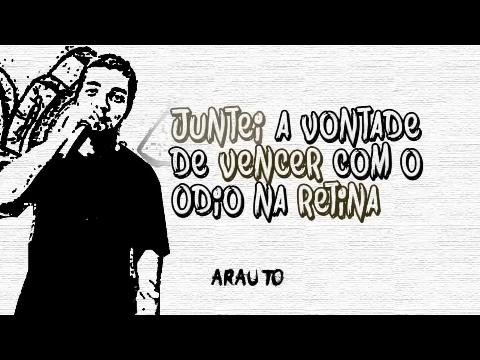 JUNTEI A VONTADE
DE VENCER COM O
ODIO NA RETINA
ARAUTO